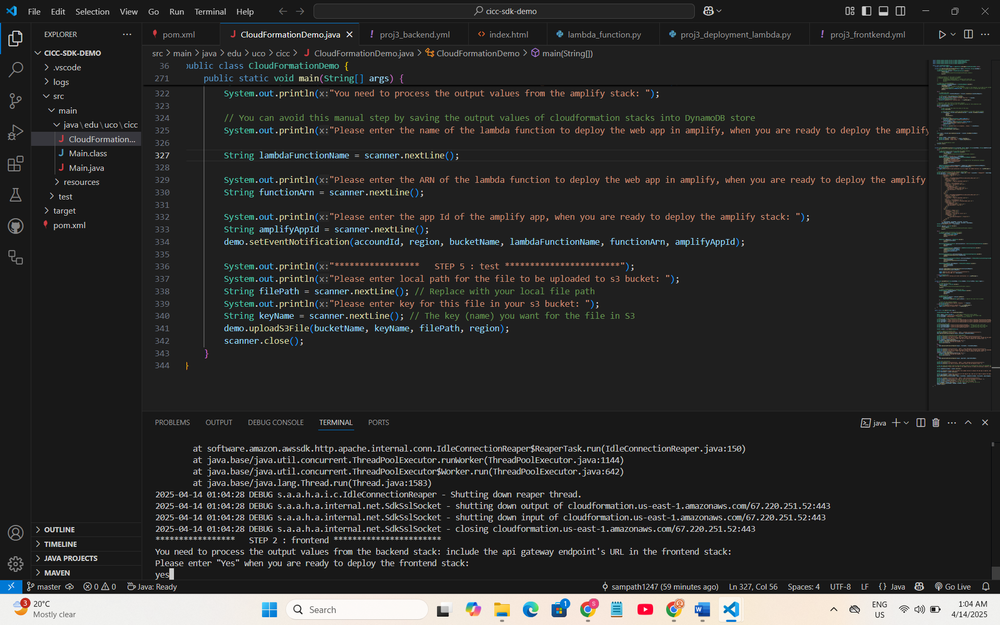 File Edit Selection View Go Run Terminal Help
cicc-sdk-demo
EXPLORER
pom.xml
CloudFormationDemo.java
proj3_backend.yml
index.html
lambda_function.py
proj3_deployment_lambda.py
proj3_frontkend.yml
CICC-SDK-DEMO
.vscode
logs
src
main
java\edu\uco\cicc
CloudFormation...
Main.class
Main.java
resources
test
target
pom.xml
OUTLINE
TIMELINE
JAVA PROJECTS
MAVEN
src > main > java > edu > uco > cicc > CloudFormationDemo.java > CloudFormationDemo > main(String[])
36 public class CloudFormationDemo {
271 public static void main(String[] args) {
322 System.out.println(x:"You need to process the output values from the amplify stack: ");
323
324 // You can avoid this manual step by saving the output values of cloudformation stacks into DynamoDB store
325 System.out.println(x:"Please enter the name of the lambda function to deploy the web app in amplify, when you are ready to deploy the amplify
326
327 String lambdaFunctionName = scanner.nextLine();
328
329 System.out.println(x:"Please enter the ARN of the lambda function to deploy the web app in amplify, when you are ready to deploy the amplify
330 String functionArn = scanner.nextLine();
331
332 System.out.println(x:"Please enter the app Id of the amplify app, when you are ready to deploy the amplify stack: ");
333 String amplifyAppId = scanner.nextLine();
334 demo.setEventNotification(accoundId, region, bucketName, lambdaFunctionName, functionArn, amplifyAppId);
335
336 System.out.println(x:"***************** STEP 5 : test ***********************");
337 System.out.println(x:"Please enter local path for the file to be uploaded to s3 bucket: ");
338 String filePath = scanner.nextLine(); // Replace with your local file path
339 System.out.println(x:"Please enter key for this file in your s3 bucket: ");
340 String keyName = scanner.nextLine(); // The key (name) you want for the file in S3
341 demo.uploadS3File(bucketName, keyName, filePath, region);
342 scanner.close();
343 }
344 }
PROBLEMS OUTPUT DEBUG CONSOLE TERMINAL PORTS
java
at software.amazon.awssdk.http.apache.internal.conn.IdleConnectionReaper$ReaperTask.run(IdleConnectionReaper.java:150)
at java.base/java.util.concurrent.ThreadPoolExecutor.runWorker(ThreadPoolExecutor.java:1144)
at java.base/java.util.concurrent.ThreadPoolExecutor$Worker.run(ThreadPoolExecutor.java:642)
at java.base/java.lang.Thread.run(Thread.java:1583)
2025-04-14 01:04:28 DEBUG s.a.a.h.a.i.c.IdleConnectionReaper - Shutting down reaper thread.
2025-04-14 01:04:28 DEBUG s.a.a.h.a.internal.net.SdkSslSocket - shutting down output of cloudformation.us-east-1.amazonaws.com/67.220.251.52:443
2025-04-14 01:04:28 DEBUG s.a.a.h.a.internal.net.SdkSslSocket - shutting down input of cloudformation.us-east-1.amazonaws.com/67.220.251.52:443
2025-04-14 01:04:28 DEBUG s.a.a.h.a.internal.net.SdkSslSocket - closing cloudformation.us-east-1.amazonaws.com/67.220.251.52:443
***************** STEP 2 : frontend ***********************
You need to process the output values from the backend stack: include the api gateway endpoint's URL in the frontend stack:
Please enter "Yes" when you are ready to deploy the frontend stack:
yes
master 0 0 Java: Ready
sampath1247 (59 minutes ago) Ln 327, Col 56 Spaces: 4 UTF-8 LF {} Java Go Live
3 20°C
Mostly clear
Search
1
S
ENG
US
1:04 AM
4/14/2025